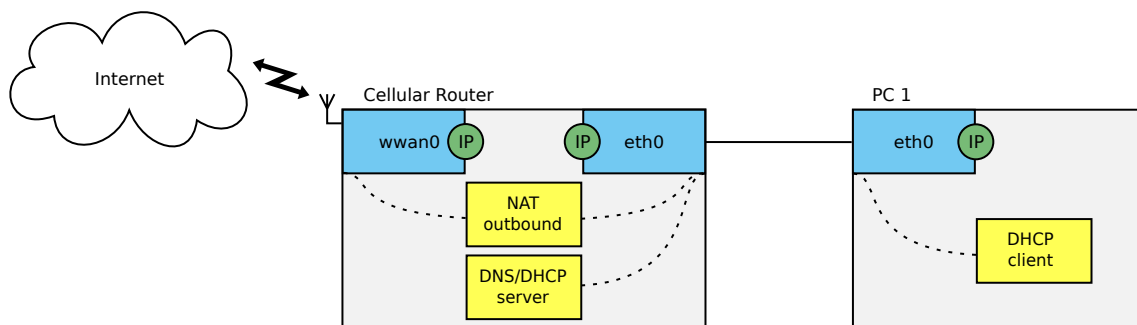 Internet
Cellular Router
PC 1
wwan0
IP
IP
eth0
eth0
IP
NAT
outbound
DHCP
client
DNS/DHCP
server